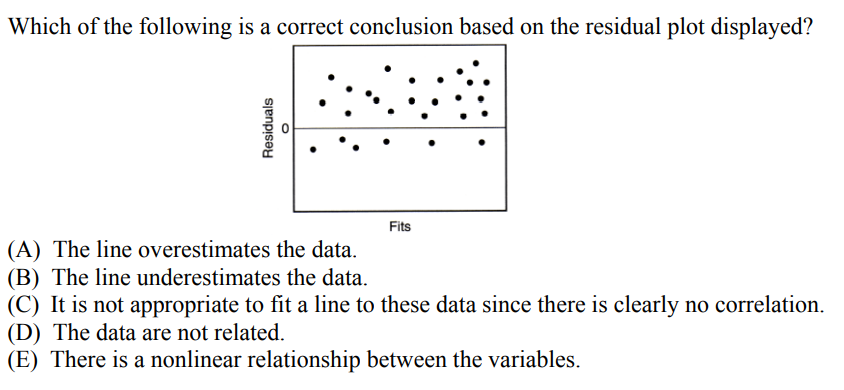 Which of the following is a correct conclusion based on the residual plot displayed?
Residuals
0
Fits
(A) The line overestimates the data.
(B) The line underestimates the data.
(C) It is not appropriate to fit a line to these data since there is clearly no correlation.
(D) The data are not related.
(E) There is a nonlinear relationship between the variables.